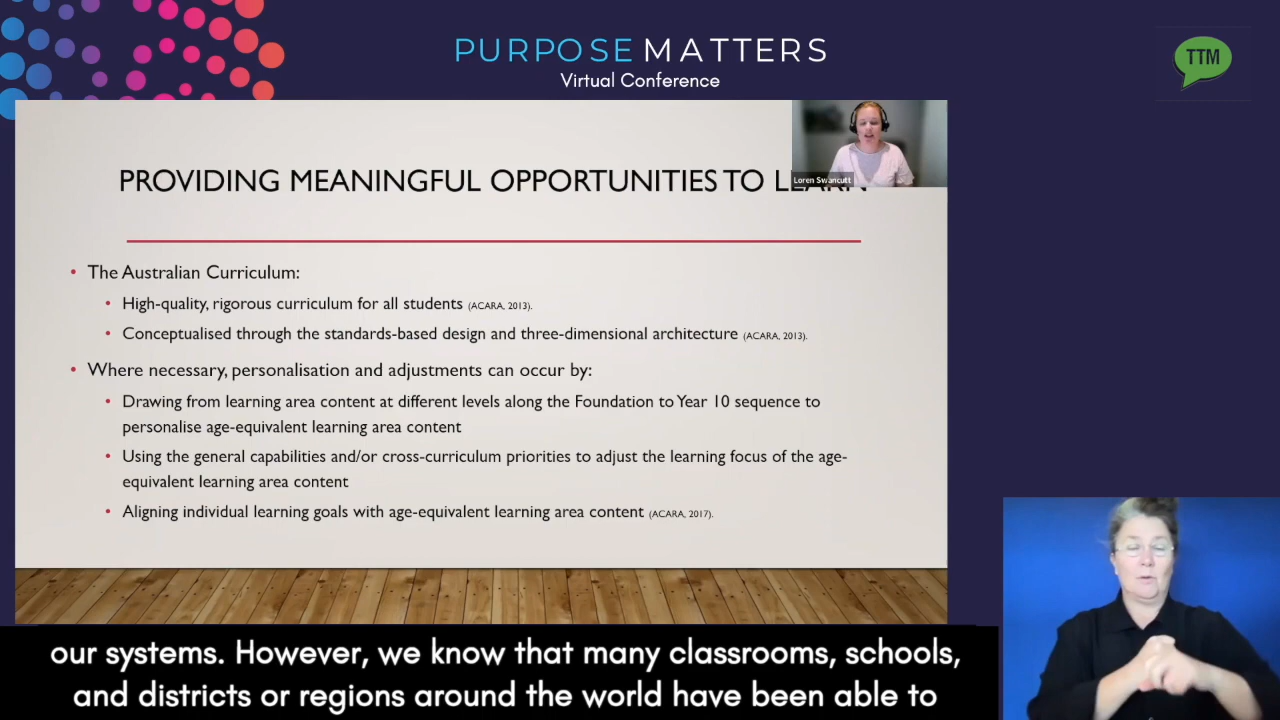 PURPOSE MATTERS
Virtual Conference
TTM
PROVIDING MEANINGFUL OPPORTUNITIES TO LEARN
Loren Swancutt
• The Australian Curriculum:
• High-quality, rigorous curriculum for all students (ACARA, 2013).
• Conceptualised through the standards-based design and three-dimensional architecture (ACARA, 2013).
• Where necessary, personalisation and adjustments can occur by:
• Drawing from learning area content at different levels along the Foundation to Year 10 sequence to
personalise age-equivalent learning area content
• Using the general capabilities and/or cross-curriculum priorities to adjust the learning focus of the age-
equivalent learning area content
• Aligning individual learning goals with age-equivalent learning area content (ACARA, 2017).
our systems. However, we know that many classrooms, schools,
and districts or regions around the world have been able to